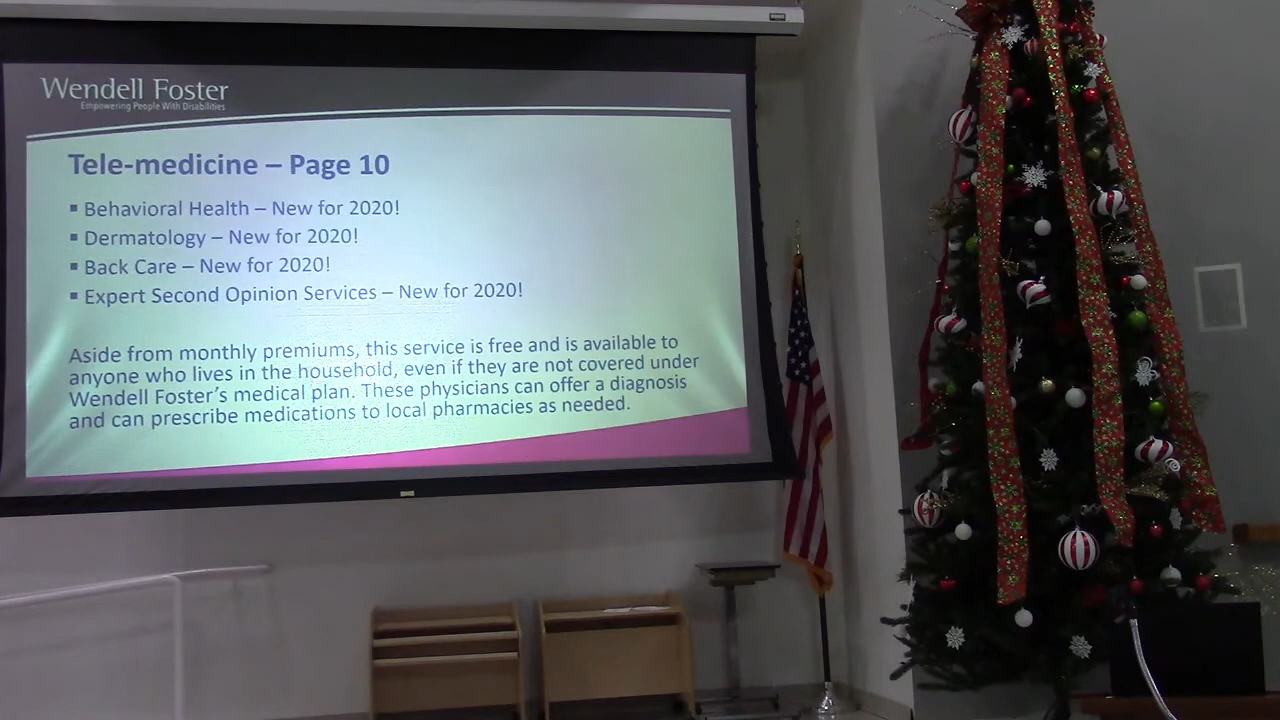 Wendell Foster
Empowering People With Disabilities
Tele-medicine – Page 10
▪ Behavioral Health – New for 2020!
▪ Dermatology – New for 2020!
▪ Back Care – New for 2020!
▪ Expert Second Opinion Services – New for 2020!
Aside from monthly premiums, this service is free and is available to
anyone who lives in the household, even if they are not covered under
Wendell Foster’s medical plan. These physicians can offer a diagnosis
and can prescribe medications to local pharmacies as needed.